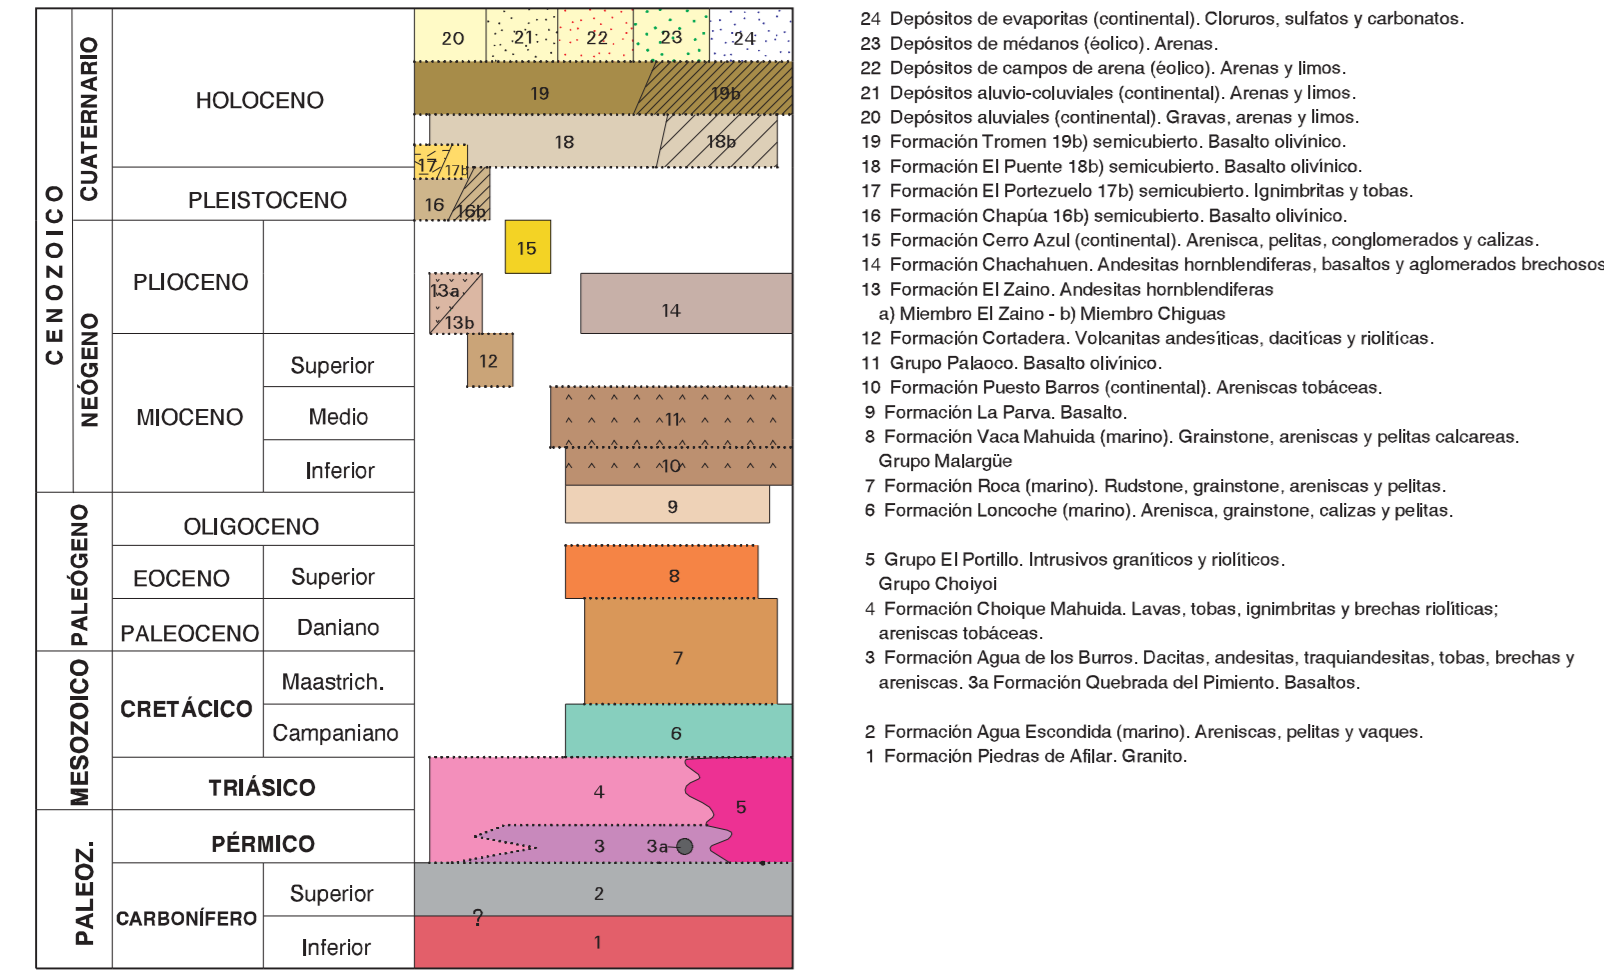 CENOZOICO
CUATERNARIO
HOLOCENO
PLEISTOCENO
NEÓGENO
PLIOCENO
MIOCENO
Superior
Medio
Inferior
PALEÓGENO
OLIGOCENO
EOCENO
Superior
PALEOCENO
Daniano
MESOZOICO
CRETÁCICO
Maastrich.
Campaniano
TRIÁSICO
PALEOZ.
PÉRMICO
CARBONÍFERO
Superior
Inferior
20 21 22 23 24
19 19b
18 18b
17 17b
16 16b
15
13a
13b
14
12
11
10
9
8
7
6
4
5
3 3a
2
?
1
24 Depósitos de evaporitas (continental). Cloruros, sulfatos y carbonatos.
23 Depósitos de médanos (éolico). Arenas.
22 Depósitos de campos de arena (éolico). Arenas y limos.
21 Depósitos aluvio-coluviales (continental). Arenas y limos.
20 Depósitos aluviales (continental). Gravas, arenas y limos.
19 Formación Tromen 19b) semicubierto. Basalto olivínico.
18 Formación El Puente 18b) semicubierto. Basalto olivínico.
17 Formación El Portezuelo 17b) semicubierto. Ignimbritas y tobas.
16 Formación Chapúa 16b) semicubierto. Basalto olivínico.
15 Formación Cerro Azul (continental). Arenisca, pelitas, conglomerados y calizas.
14 Formación Chachahuen. Andesitas hornblendiferas, basaltos y aglomerados brechosos
13 Formación El Zaino. Andesitas hornblendiferas
a) Miembro El Zaino - b) Miembro Chiguas
12 Formación Cortadera. Volcanitas andesíticas, dacitícas y riolitícas.
11 Grupo Palaoco. Basalto olivínico.
10 Formación Puesto Barros (continental). Areniscas tobáceas.
9 Formación La Parva. Basalto.
8 Formación Vaca Mahuida (marino). Grainstone, areniscas y pelitas calcareas.
Grupo Malargüe
7 Formación Roca (marino). Rudstone, grainstone, areniscas y pelitas.
6 Formación Loncoche (marino). Arenisca, grainstone, calizas y pelitas.
5 Grupo El Portillo. Intrusivos graníticos y riolíticos.
Grupo Choiyoi
4 Formación Choique Mahuida. Lavas, tobas, ignimbritas y brechas riolíticas;
areniscas tobáceas.
3 Formación Agua de los Burros. Dacitas, andesitas, traquiandesitas, tobas, brechas y
areniscas. 3a Formación Quebrada del Pimiento. Basaltos.
2 Formación Agua Escondida (marino). Areniscas, pelitas y vaques.
1 Formación Piedras de Afilar. Granito.